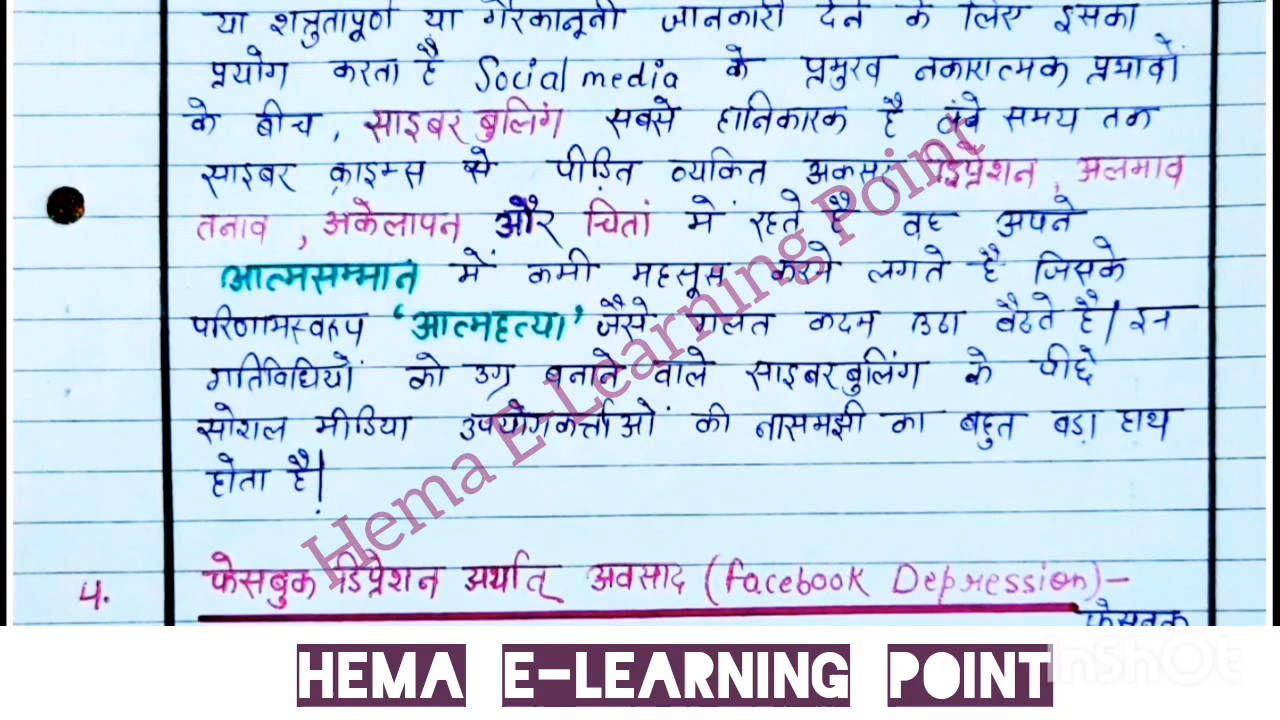 या शत्रुतापूर्ण या गैरकानूनी जानकारी देने के लिए इसका
प्रयोग करता है Social media के प्रमुख नकारात्मक प्रभावों
के बीच, साइबर बुलिंग सबसे हानिकारक है लंबे समय तक
साइबर क्राइम्स से पीड़ित व्यकित अकसर डिप्रेशन, अलगाव
तनाव, अकेलापन और चितां में रहते है वह अपने
आत्मसम्मान में कमी महसूस करने लगते है जिसके
परिणामस्वरूप 'आत्महत्या' जैसे गलत कदम उठा बैठते है। इन
गतिविधियों को उग्र बनाने वाले साइबर बुलिंग के पीछे
सोशल मीडिया उपयोगकर्त्ताओं की नासमझी का बहुत बड़ा हाथ
होता है।
4. फेसबुक डिप्रेशन अर्थात् अवसाद (Facebook Depression)-
फेसबुक
Hema E-Learning Point
HEMA E-LEARNING POINT
InShOt